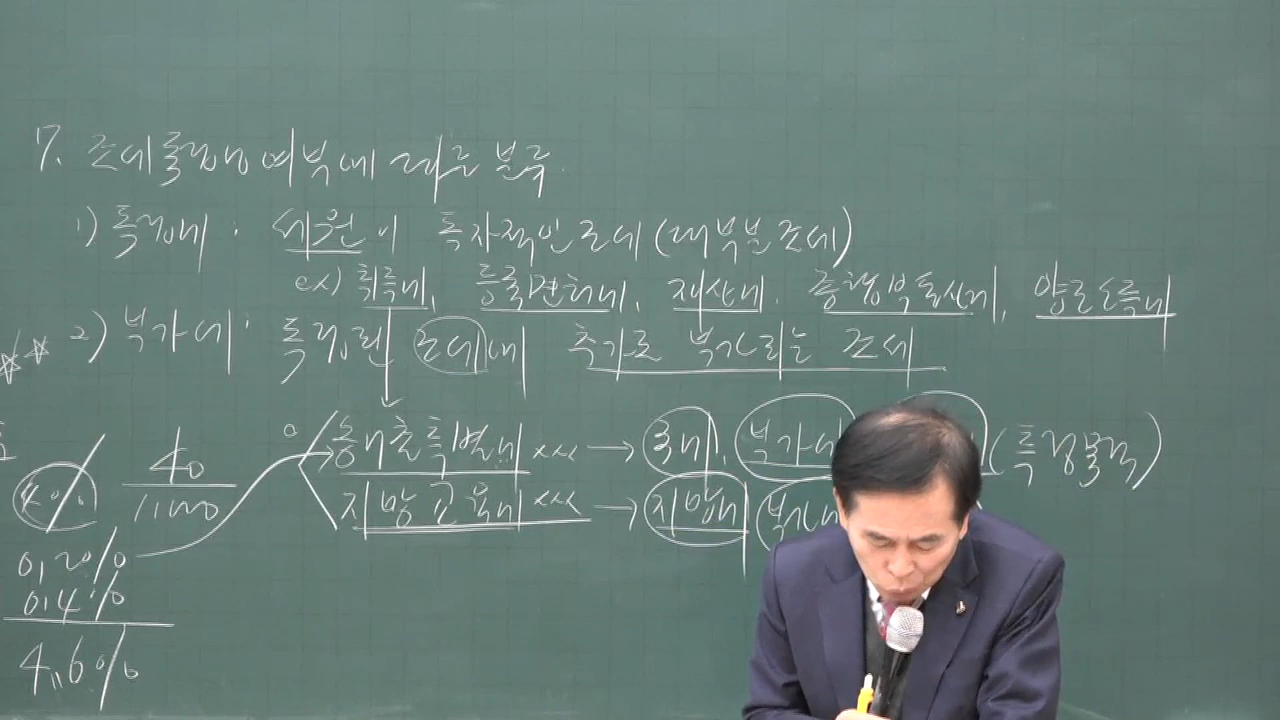 7. 조세독립성 여부에 따른 분류.
1) 독립세 : 세원이 독자적인 조세 (대부분 조세)
ex) 취득세, 등록면허세, 재산세, 종합부동산세, 양도소득세
2) 부가세 : 독립된 조세에 추가로 부가되는 조세
농어촌특별세 ××× → 국세, 부가세 (특정물적)
지방교육세 ××× → 지방세 부가세
4% 40/1000
0.2%
0.4%
4.6%